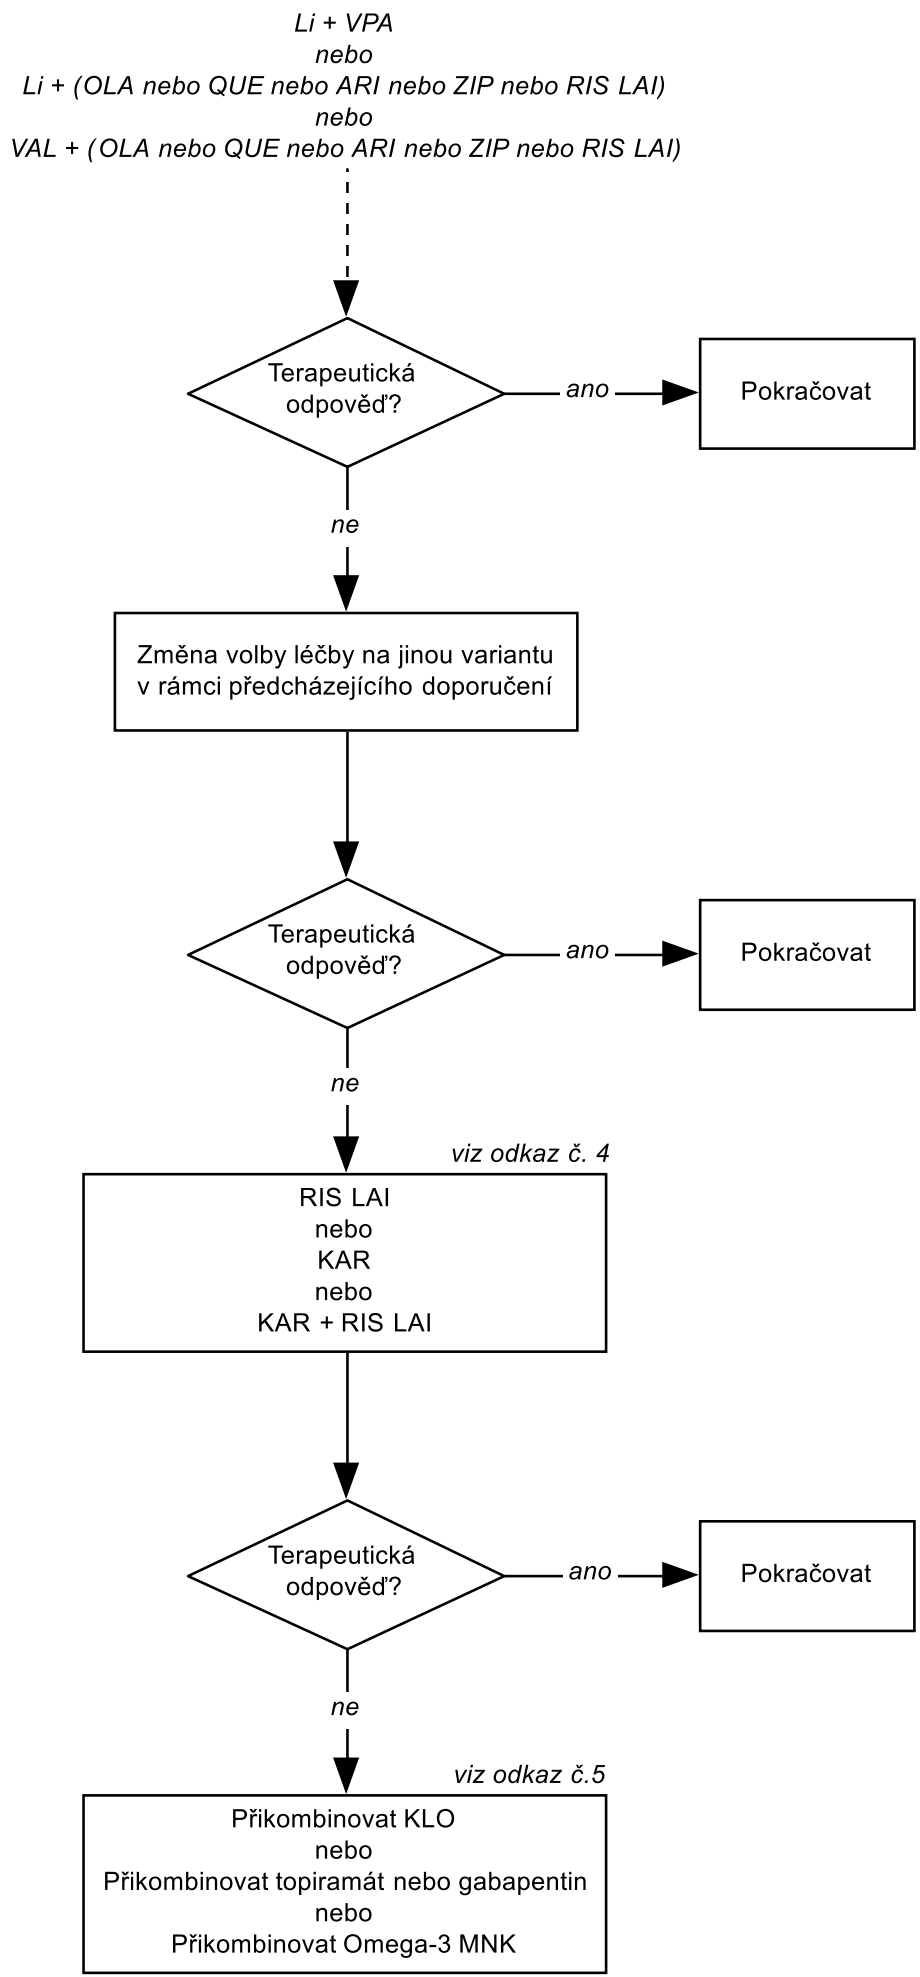 Li + VPA
nebo
Li + (OLA nebo QUE nebo ARI nebo ZIP nebo RIS LAI)
nebo
VAL + (OLA nebo QUE nebo ARI nebo ZIP nebo RIS LAI)
Terapeutická
odpověď?
ano
Pokračovat
ne
Změna volby léčby na jinou variantu
v rámci předcházejícího doporučení
Terapeutická
odpověď?
ano
Pokračovat
ne
viz odkaz č. 4
RIS LAI
nebo
KAR
nebo
KAR + RIS LAI
Terapeutická
odpověď?
ano
Pokračovat
ne
viz odkaz č.5
Přikombinovat KLO
nebo
Přikombinovat topiramát nebo gabapentin
nebo
Přikombinovat Omega-3 MNK